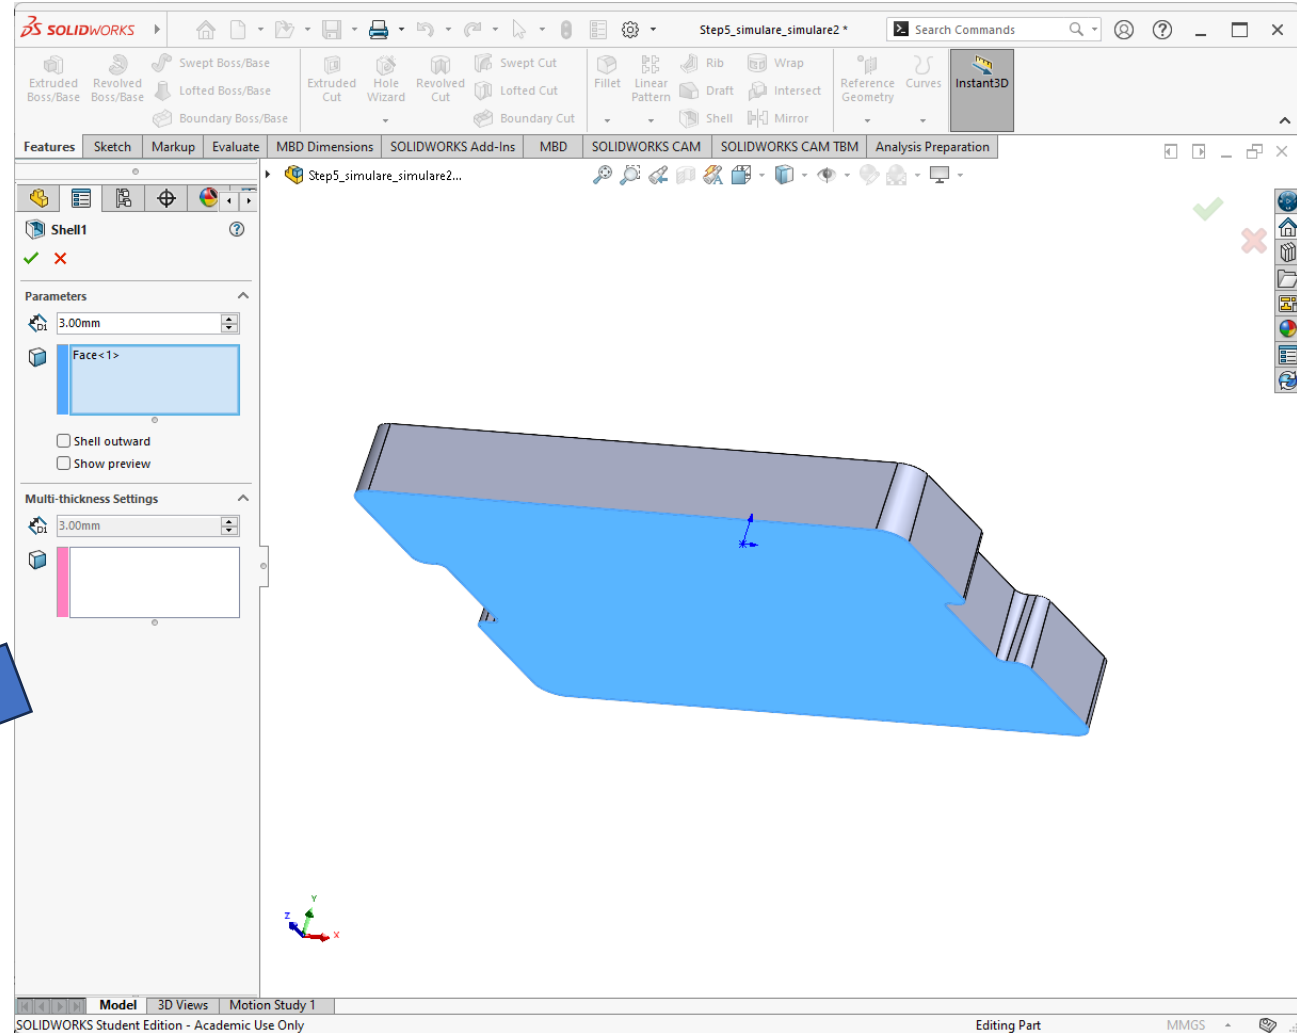 SOLIDWORKS
Step5_simulare_simulare2 *
Search Commands
Extruded Boss/Base
Revolved Boss/Base
Swept Boss/Base
Lofted Boss/Base
Boundary Boss/Base
Extruded Cut
Hole Wizard
Revolved Cut
Swept Cut
Lofted Cut
Boundary Cut
Fillet
Linear Pattern
Rib
Draft
Shell
Wrap
Intersect
Mirror
Reference Geometry
Curves
Instant3D
Features Sketch Markup Evaluate MBD Dimensions SOLIDWORKS Add-Ins MBD SOLIDWORKS CAM SOLIDWORKS CAM TBM Analysis Preparation
Step5_simulare_simulare2...
Shell1
Parameters
3.00mm
Face<1>
Shell outward
Show preview
Multi-thickness Settings
3.00mm
Y
Z
X
Model 3D Views Motion Study 1
SOLIDWORKS Student Edition - Academic Use Only
Editing Part
MMGS